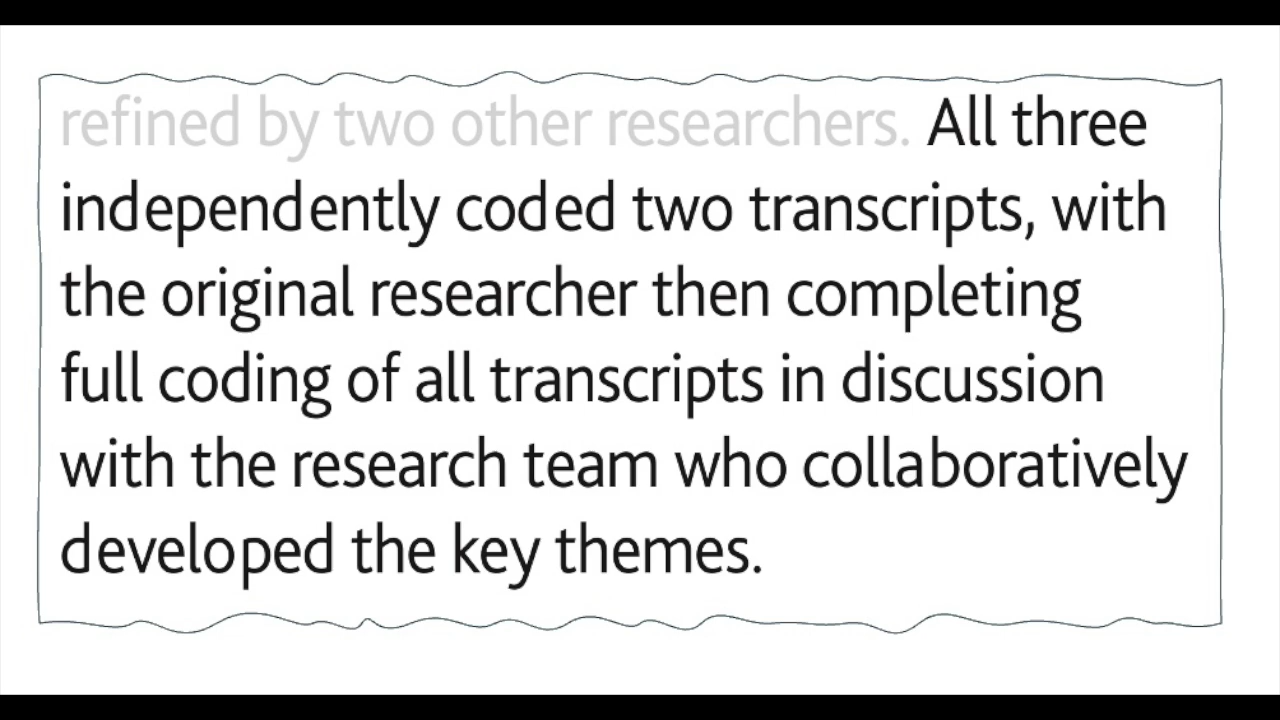 refined by two other researchers. All three
independently coded two transcripts, with
the original researcher then completing
full coding of all transcripts in discussion
with the research team who collaboratively
developed the key themes.